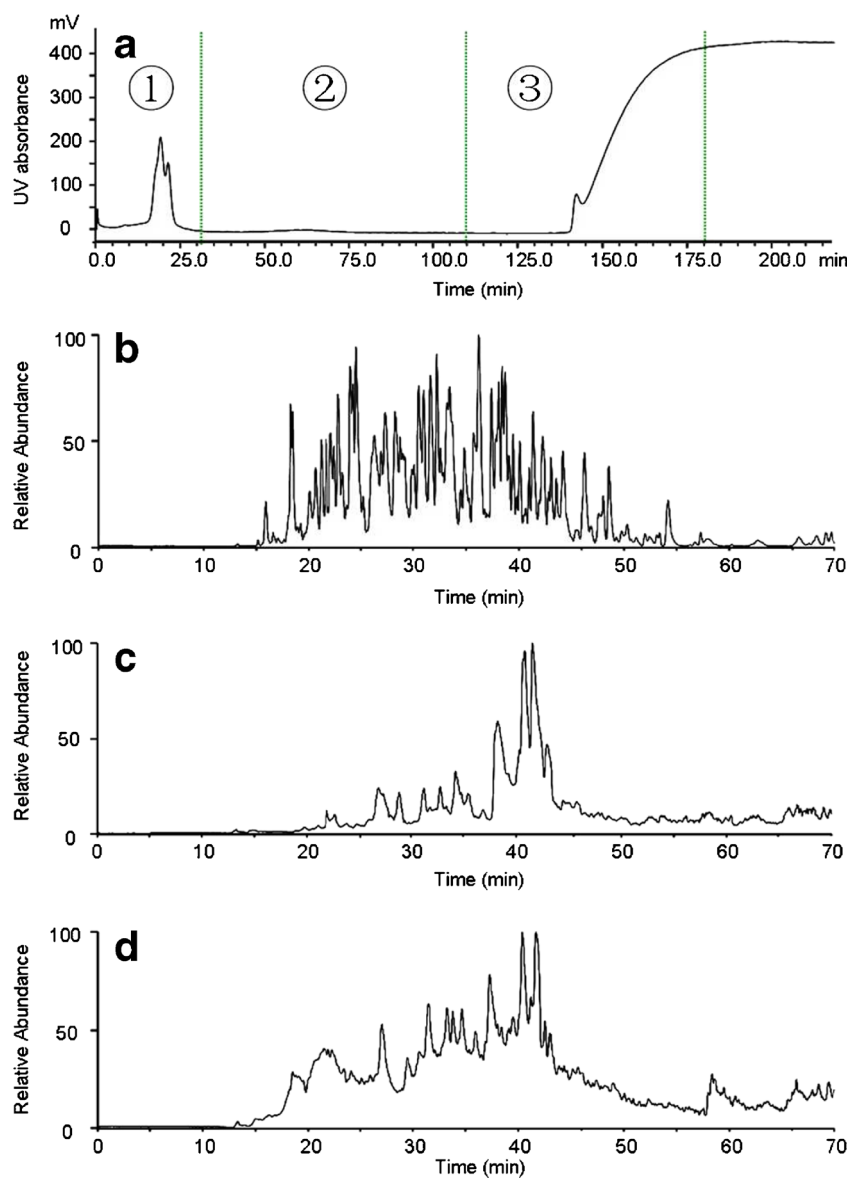 mV
a
400
300
200
100
0
UV absorbance
① ② ③
0.0 25.0 50.0 75.0 100.0 125.0 150.0 175.0 200.0 min
Time (min)
b
100
50
0
Relative Abundance
0 10 20 30 40 50 60 70
Time (min)
c
100
50
0
Relative Abundance
0 10 20 30 40 50 60 70
Time (min)
d
100
50
0
Relative Abundance
0 10 20 30 40 50 60 70
Time (min)